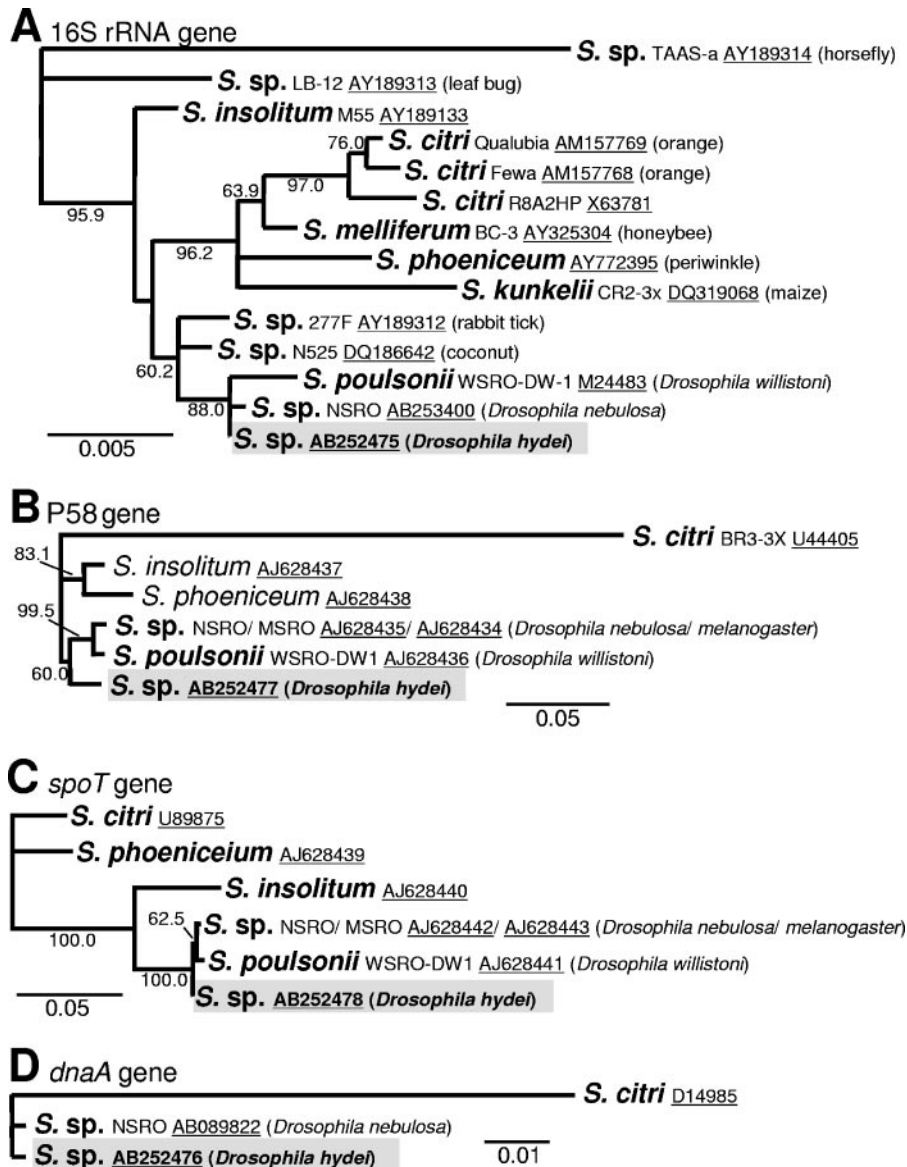 A 16S rRNA gene
S. sp. TAAS-a AY189314 (horsefly)
S. sp. LB-12 AY189313 (leaf bug)
S. insolitum M55 AY189133
76.0 S. citri Qualubia AM157769 (orange)
S. citri Fewa AM157768 (orange)
63.9 97.0
S. citri R8A2HP X63781
95.9
S. melliferum BC-3 AY325304 (honeybee)
96.2
S. phoeniceum AY772395 (periwinkle)
S. kunkelii CR2-3x DQ319068 (maize)
S. sp. 277F AY189312 (rabbit tick)
S. sp. N525 DQ186642 (coconut)
60.2
S. poulsonii WSRO-DW-1 M24483 (Drosophila willistoni)
88.0
S. sp. NSRO AB253400 (Drosophila nebulosa)
S. sp. AB252475 (Drosophila hydei)
0.005
B P58 gene
S. citri BR3-3X U44405
83.1
S. insolitum AJ628437
S. phoeniceum AJ628438
99.5
S. sp. NSRO/ MSRO AJ628435/ AJ628434 (Drosophila nebulosa/ melanogaster)
S. poulsonii WSRO-DW1 AJ628436 (Drosophila willistoni)
60.0
S. sp. AB252477 (Drosophila hydei)
0.05
C spoT gene
S. citri U89875
S. phoeniceium AJ628439
S. insolitum AJ628440
62.5
S. sp. NSRO/ MSRO AJ628442/ AJ628443 (Drosophila nebulosa/ melanogaster)
100.0
S. poulsonii WSRO-DW1 AJ628441 (Drosophila willistoni)
100.0
S. sp. AB252478 (Drosophila hydei)
0.05
D dnaA gene
S. citri D14985
S. sp. NSRO AB089822 (Drosophila nebulosa)
S. sp. AB252476 (Drosophila hydei)
0.01